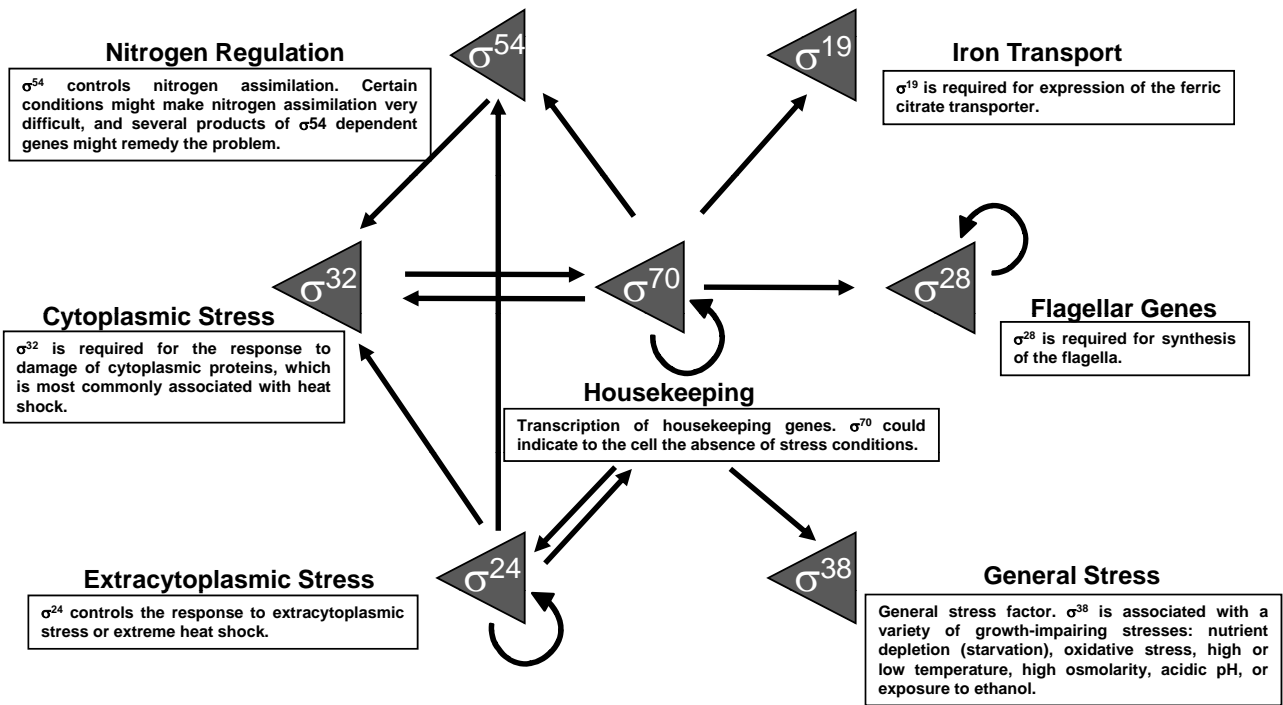 σ⁵⁴
Nitrogen Regulation
σ⁵⁴ controls nitrogen assimilation. Certain
conditions might make nitrogen assimilation very
difficult, and several products of σ54 dependent
genes might remedy the problem.
σ¹⁹
Iron Transport
σ¹⁹ is required for expression of the ferric
citrate transporter.
σ³²
Cytoplasmic Stress
σ³² is required for the response to
damage of cytoplasmic proteins, which
is most commonly associated with heat
shock.
σ⁷⁰
Housekeeping
Transcription of housekeeping genes. σ⁷⁰ could
indicate to the cell the absence of stress conditions.
σ²⁸
Flagellar Genes
σ²⁸ is required for synthesis
of the flagella.
σ²⁴
Extracytoplasmic Stress
σ²⁴ controls the response to extracytoplasmic
stress or extreme heat shock.
σ³⁸
General Stress
General stress factor. σ³⁸ is associated with a
variety of growth-impairing stresses: nutrient
depletion (starvation), oxidative stress, high or
low temperature, high osmolarity, acidic pH, or
exposure to ethanol.